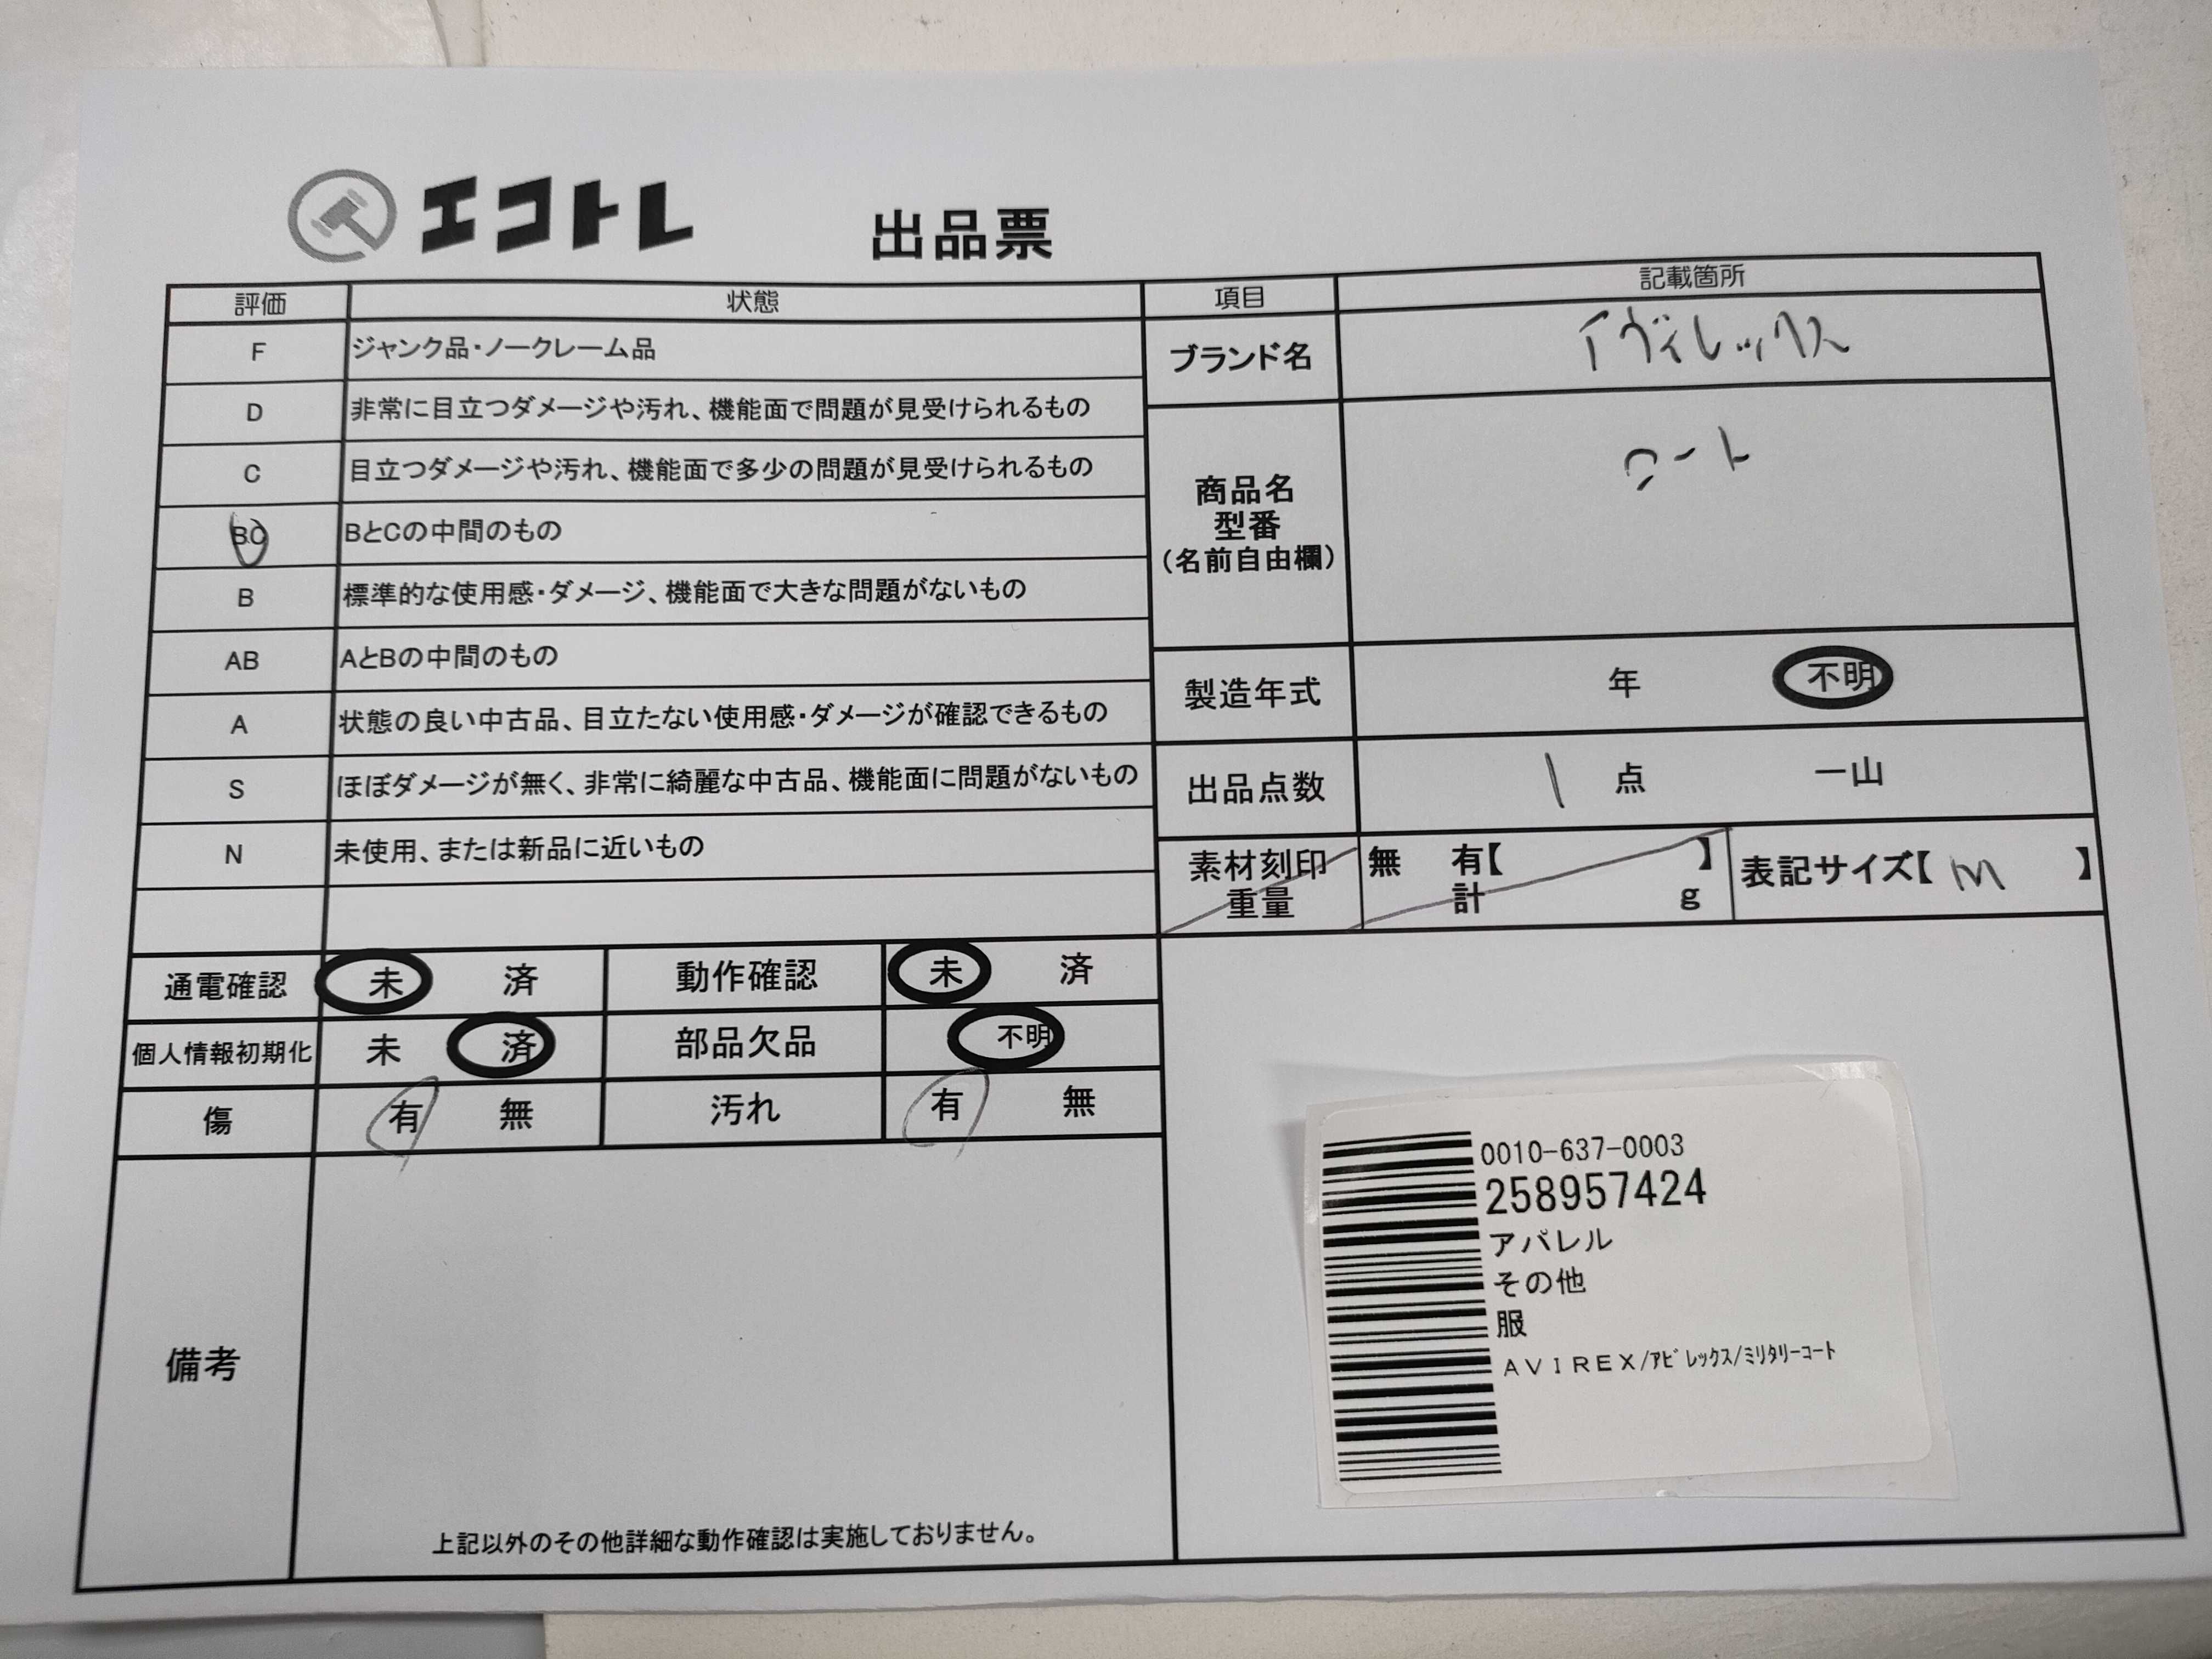 エコトレ
出品票
評価 状態
F ジャンク品・ノークレーム品
D 非常に目立つダメージや汚れ、機能面で問題が見受けられるもの
C 目立つダメージや汚れ、機能面で多少の問題が見受けられるもの
BC BとCの中間のもの
B 標準的な使用感・ダメージ、機能面で大きな問題がないもの
AB AとBの中間のもの
A 状態の良い中古品、目立たない使用感・ダメージが確認できるもの
S ほぼダメージが無く、非常に綺麗な中古品、機能面に問題がないもの
N 未使用、または新品に近いもの
通電確認 未 済 動作確認 未 済
個人情報初期化 未 済 部品欠品 不明
傷 有 無 汚れ 有 無
備考
上記以外のその他詳細な動作確認は実施しておりません。
項目 記載箇所
ブランド名 アヴィレックス
商品名
型番
(名前自由欄)
コート
製造年式 年 不明
出品点数 1 点 一山
素材刻印 無 有【 】
重量 計 g
表記サイズ【 M 】
0010-637-0003
258957424
アパレル
その他
服
AVIREX/アビレックス/ミリタリーコート